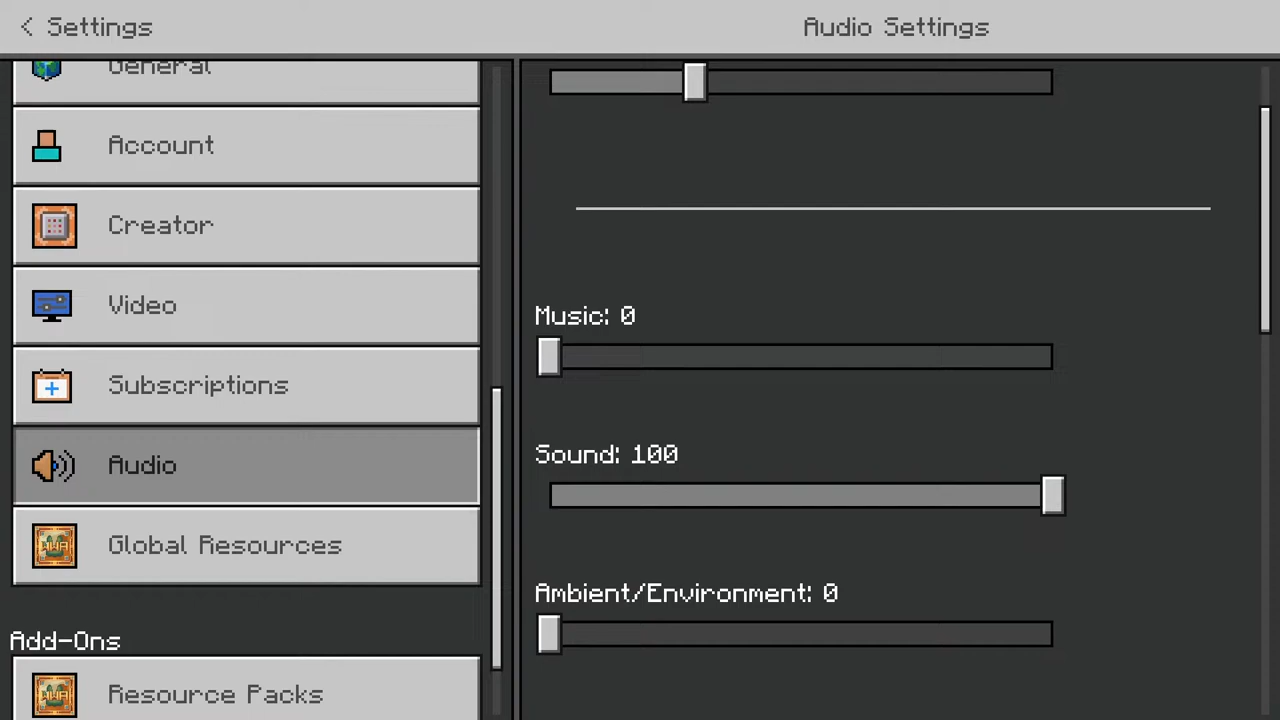 Settings
Audio Settings
General
Account
Creator
Video
Subscriptions
Audio
Global Resources
Add-Ons
Resource Packs
Music: 0
Sound: 100
Ambient/Environment: 0